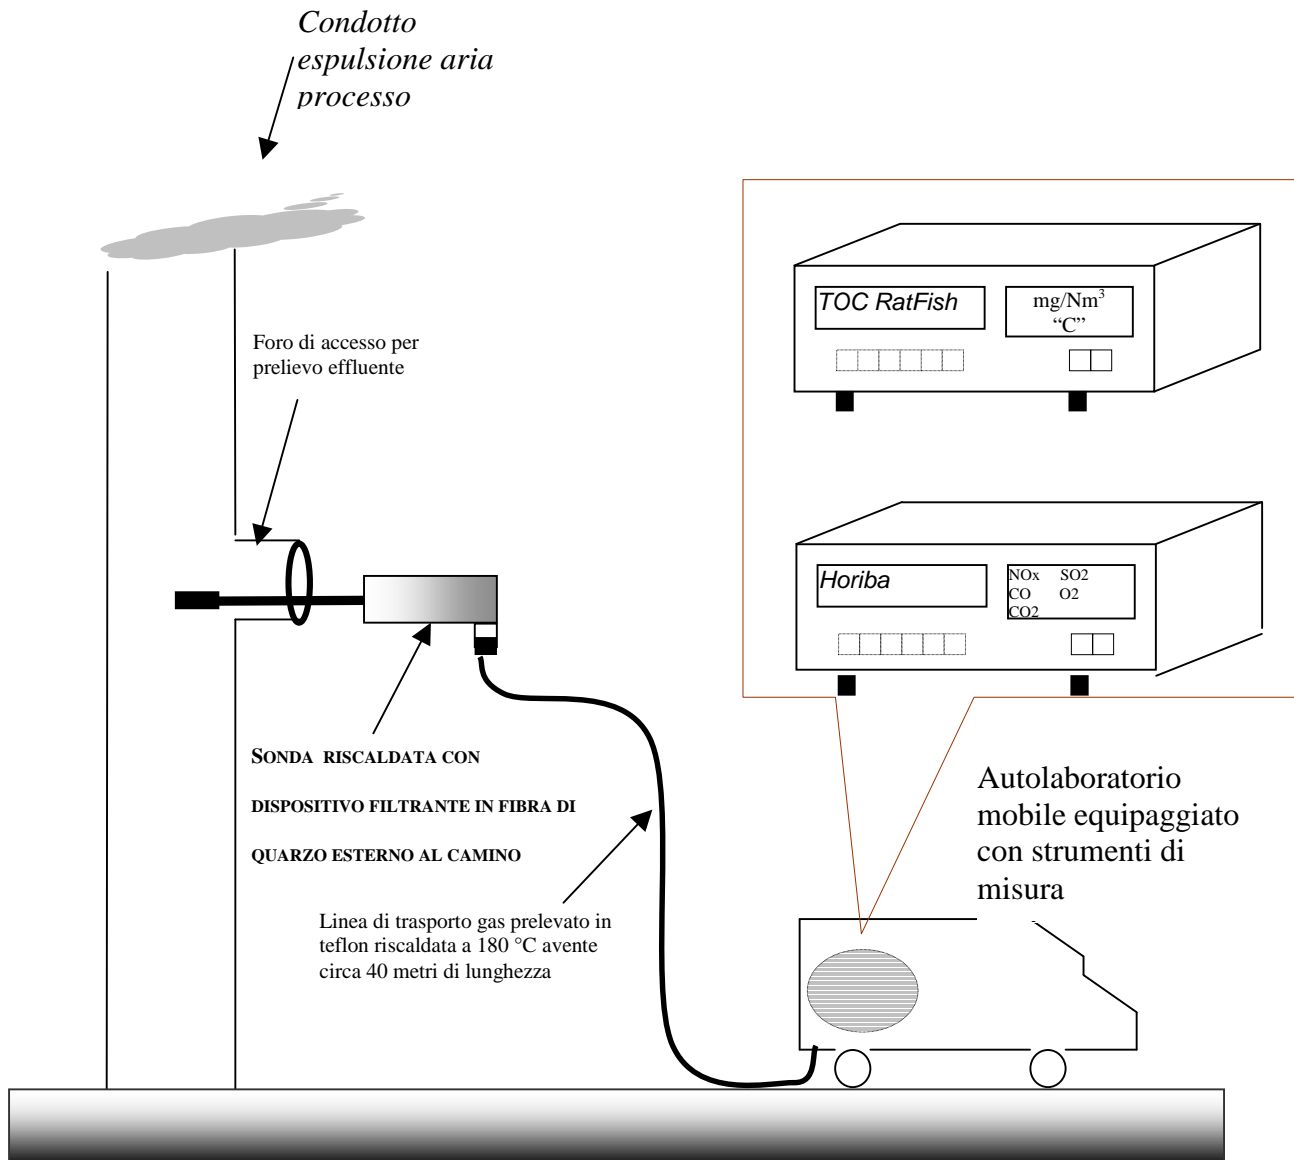 Condotto
espulsione aria
processo
Foro di accesso per
prelievo effluente
TOC RatFish
mg/Nm³
“C”
Horiba
NOx SO2
CO O2
CO2
SONDA RISCALDATA CON
DISPOSITIVO FILTRANTE IN FIBRA DI
QUARZO ESTERNO AL CAMINO
Linea di trasporto gas prelevato in
teflon riscaldata a 180 °C avente
circa 40 metri di lunghezza
Autolaboratorio
mobile equipaggiato
con strumenti di
misura